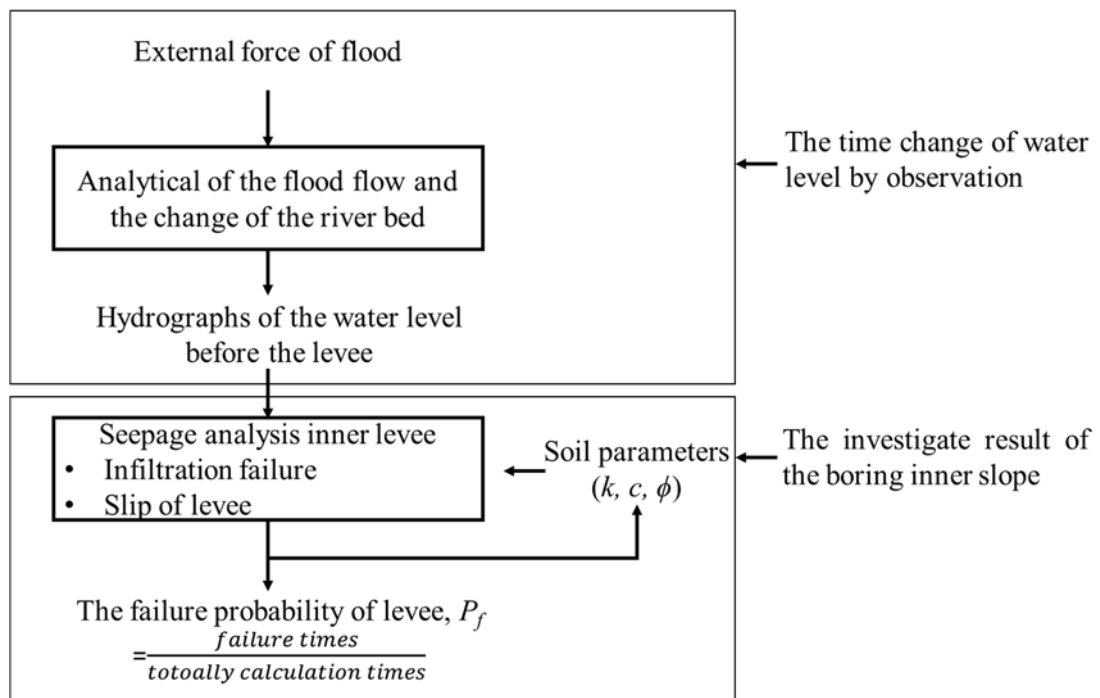 External force of flood
Analytical of the flood flow and
the change of the river bed
The time change of water
level by observation
Hydrographs of the water level
before the levee
Seepage analysis inner levee
• Infiltration failure
• Slip of levee
Soil parameters
(k, c, ϕ)
The investigate result of
the boring inner slope
The failure probability of levee, P_f
=failure times
totoally calculation times